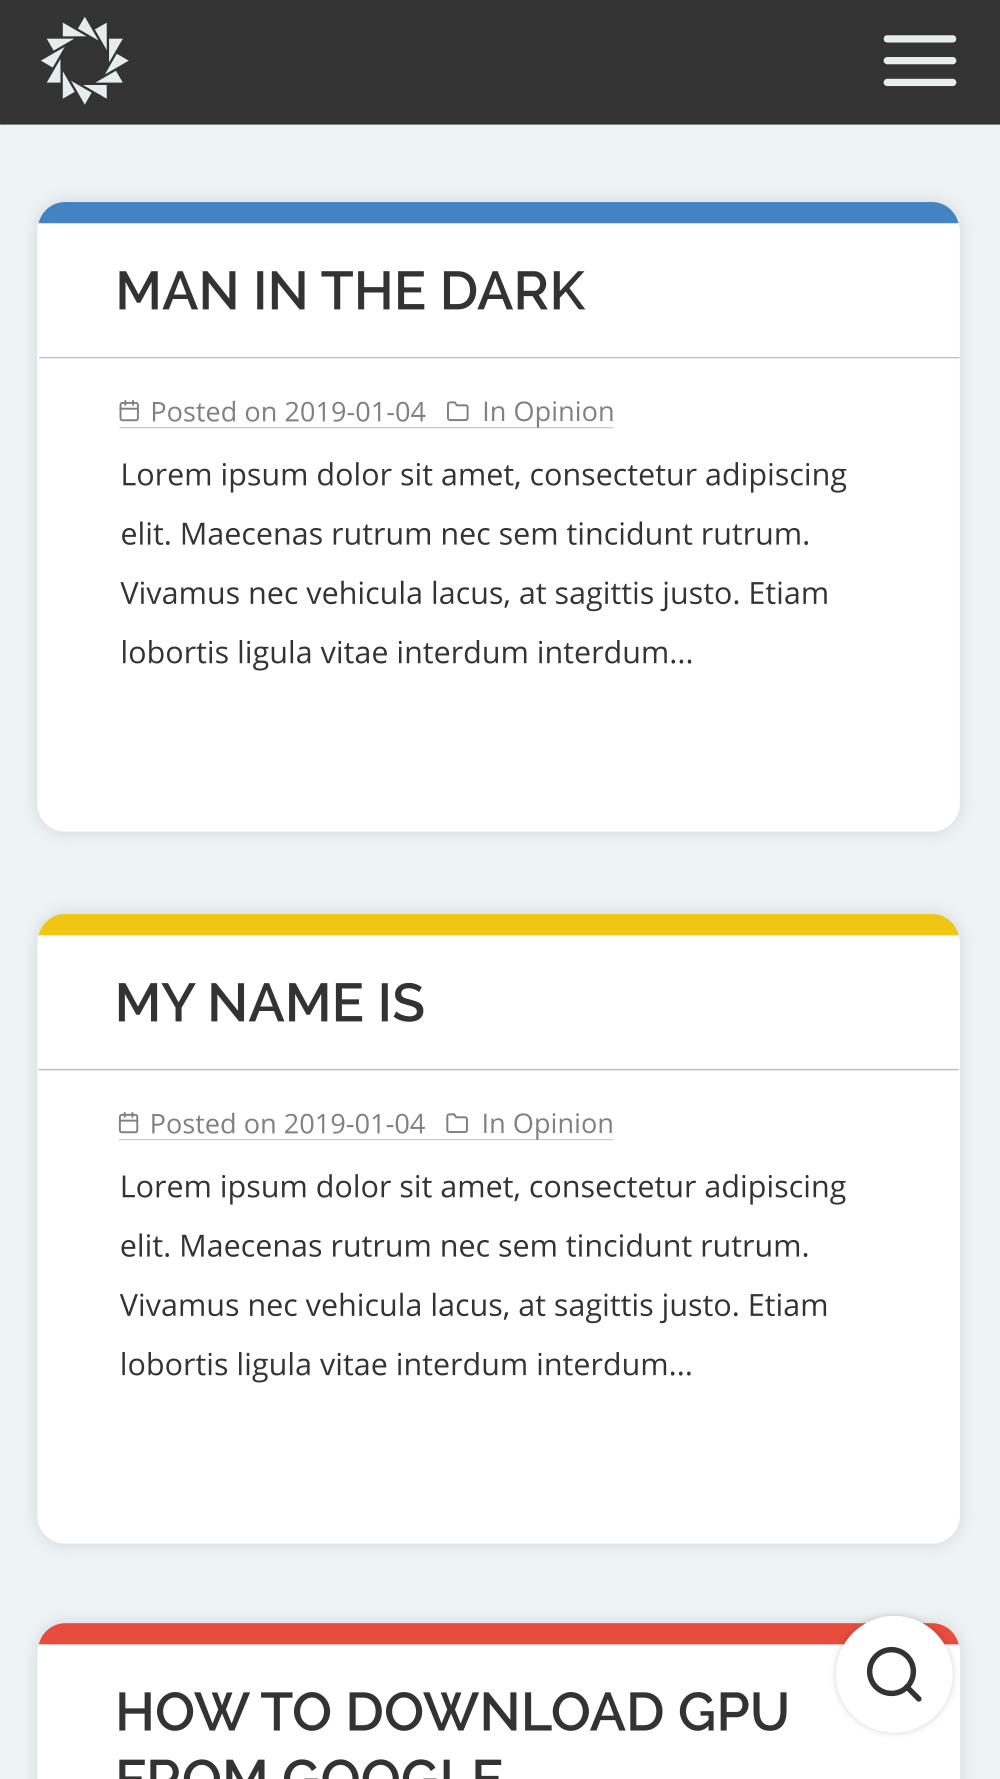 MAN IN THE DARK
Posted on 2019-01-04 In Opinion
Lorem ipsum dolor sit amet, consectetur adipiscing
elit. Maecenas rutrum nec sem tincidunt rutrum.
Vivamus nec vehicula lacus, at sagittis justo. Etiam
lobortis ligula vitae interdum interdum...
MY NAME IS
Posted on 2019-01-04 In Opinion
Lorem ipsum dolor sit amet, consectetur adipiscing
elit. Maecenas rutrum nec sem tincidunt rutrum.
Vivamus nec vehicula lacus, at sagittis justo. Etiam
lobortis ligula vitae interdum interdum...
HOW TO DOWNLOAD GPU
FROM GOOGLE